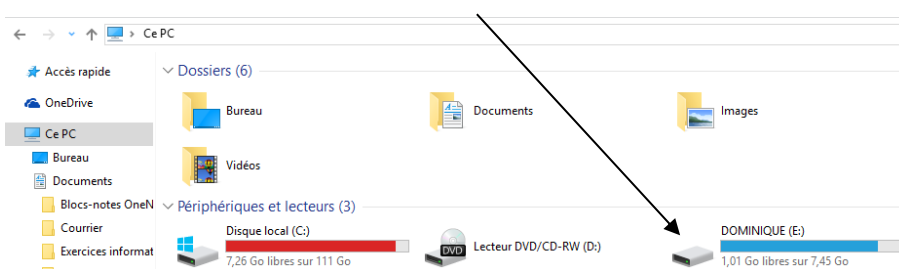 Ce PC
Accès rapide
OneDrive
Ce PC
Bureau
Documents
Blocs-notes OneN
Courrier
Exercices informat
Dossiers (6)
Bureau
Documents
Images
Vidéos
Périphériques et lecteurs (3)
Disque local (C:)
7,26 Go libres sur 111 Go
DVD
Lecteur DVD/CD-RW (D:)
DOMINIQUE (E:)
1,01 Go libres sur 7,45 Go